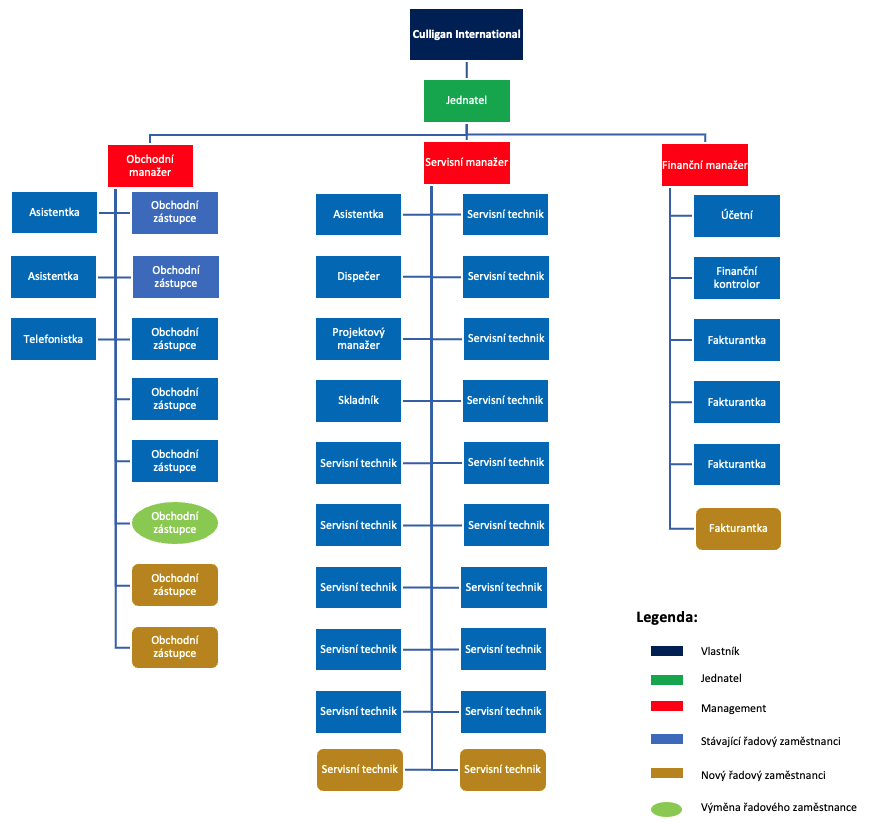 Culligan International
Jednatel
Obchodní
manažer
Servisní manažer
Finanční manažer
Asistentka
Obchodní
zástupce
Asistentka
Obchodní
zástupce
Telefonistka
Obchodní
zástupce
Obchodní
zástupce
Obchodní
zástupce
Obchodní
zástupce
Obchodní
zástupce
Obchodní
zástupce
Asistentka
Servisní technik
Dispečer
Servisní technik
Projektový
manažer
Servisní technik
Skladník
Servisní technik
Servisní technik
Servisní technik
Servisní technik
Servisní technik
Servisní technik
Servisní technik
Servisní technik
Servisní technik
Servisní technik
Servisní technik
Servisní technik
Servisní technik
Účetní
Finanční
kontrolor
Fakturantka
Fakturantka
Fakturantka
Fakturantka
Legenda:
Vlastník
Jednatel
Management
Stávající řadový zaměstnanci
Nový řadový zaměstnanci
Výměna řadového zaměstnance